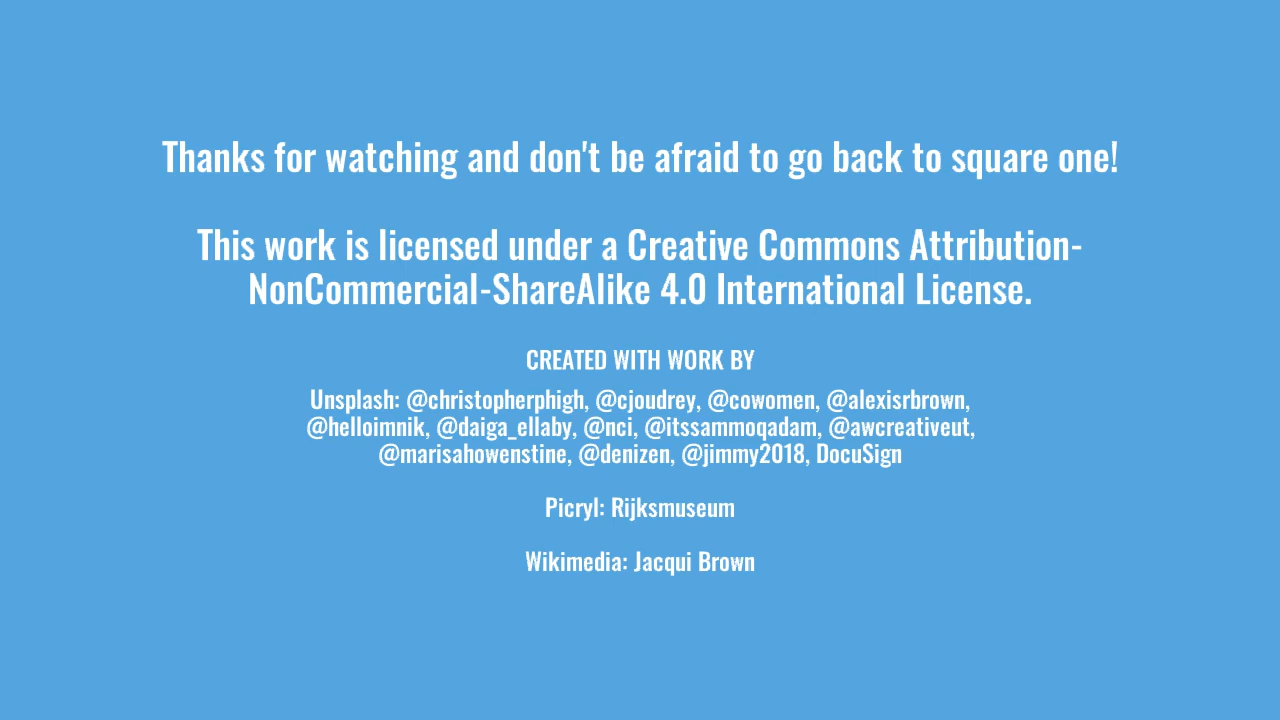 Thanks for watching and don't be afraid to go back to square one!
This work is licensed under a Creative Commons Attribution-
NonCommercial-ShareAlike 4.0 International License.
CREATED WITH WORK BY
Unsplash: @christopherphigh, @cjoudrey, @cowomen, @alexisrbrown,
@helloimnik, @daiga_ellaby, @nci, @itssammoqadam, @awcreativeut,
@marisahowenstine, @denizen, @jimmy2018, DocuSign
Picryl: Rijksmuseum
Wikimedia: Jacqui Brown